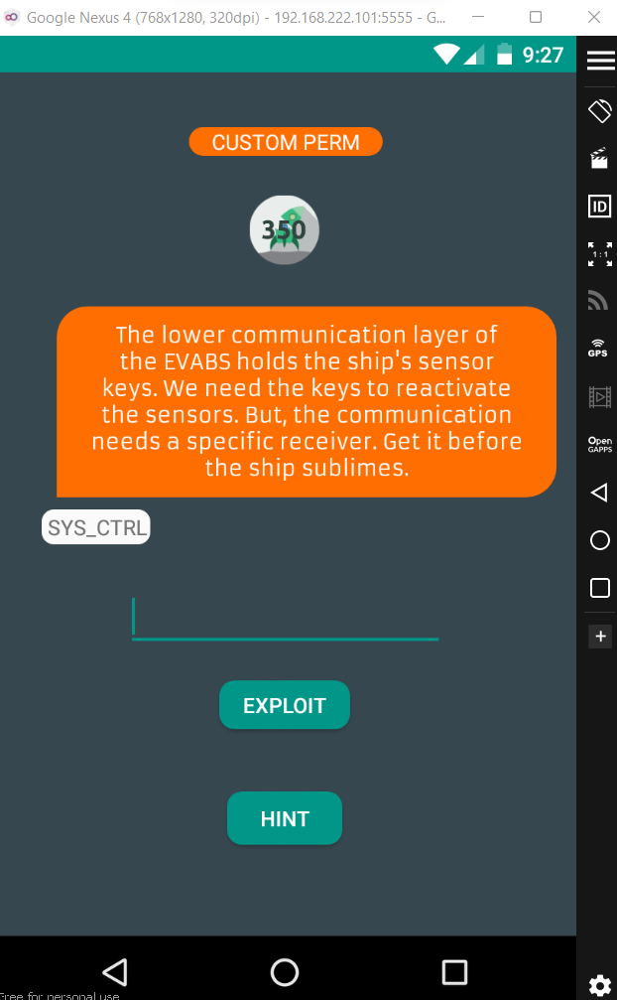 Google Nexus 4 (768x1280, 320dpi) - 192.168.222.101:5555 - G...
9:27
CUSTOM PERM
ID
350
1:1
The lower communication layer of
the EVABS holds the ship's sensor
keys. We need the keys to reactivate
the sensors. But, the communication
needs a specific receiver. Get it before
the ship sublimes.
GPS
Open
GAPPS
SYS_CTRL
EXPLOIT
HINT
Free for personal use